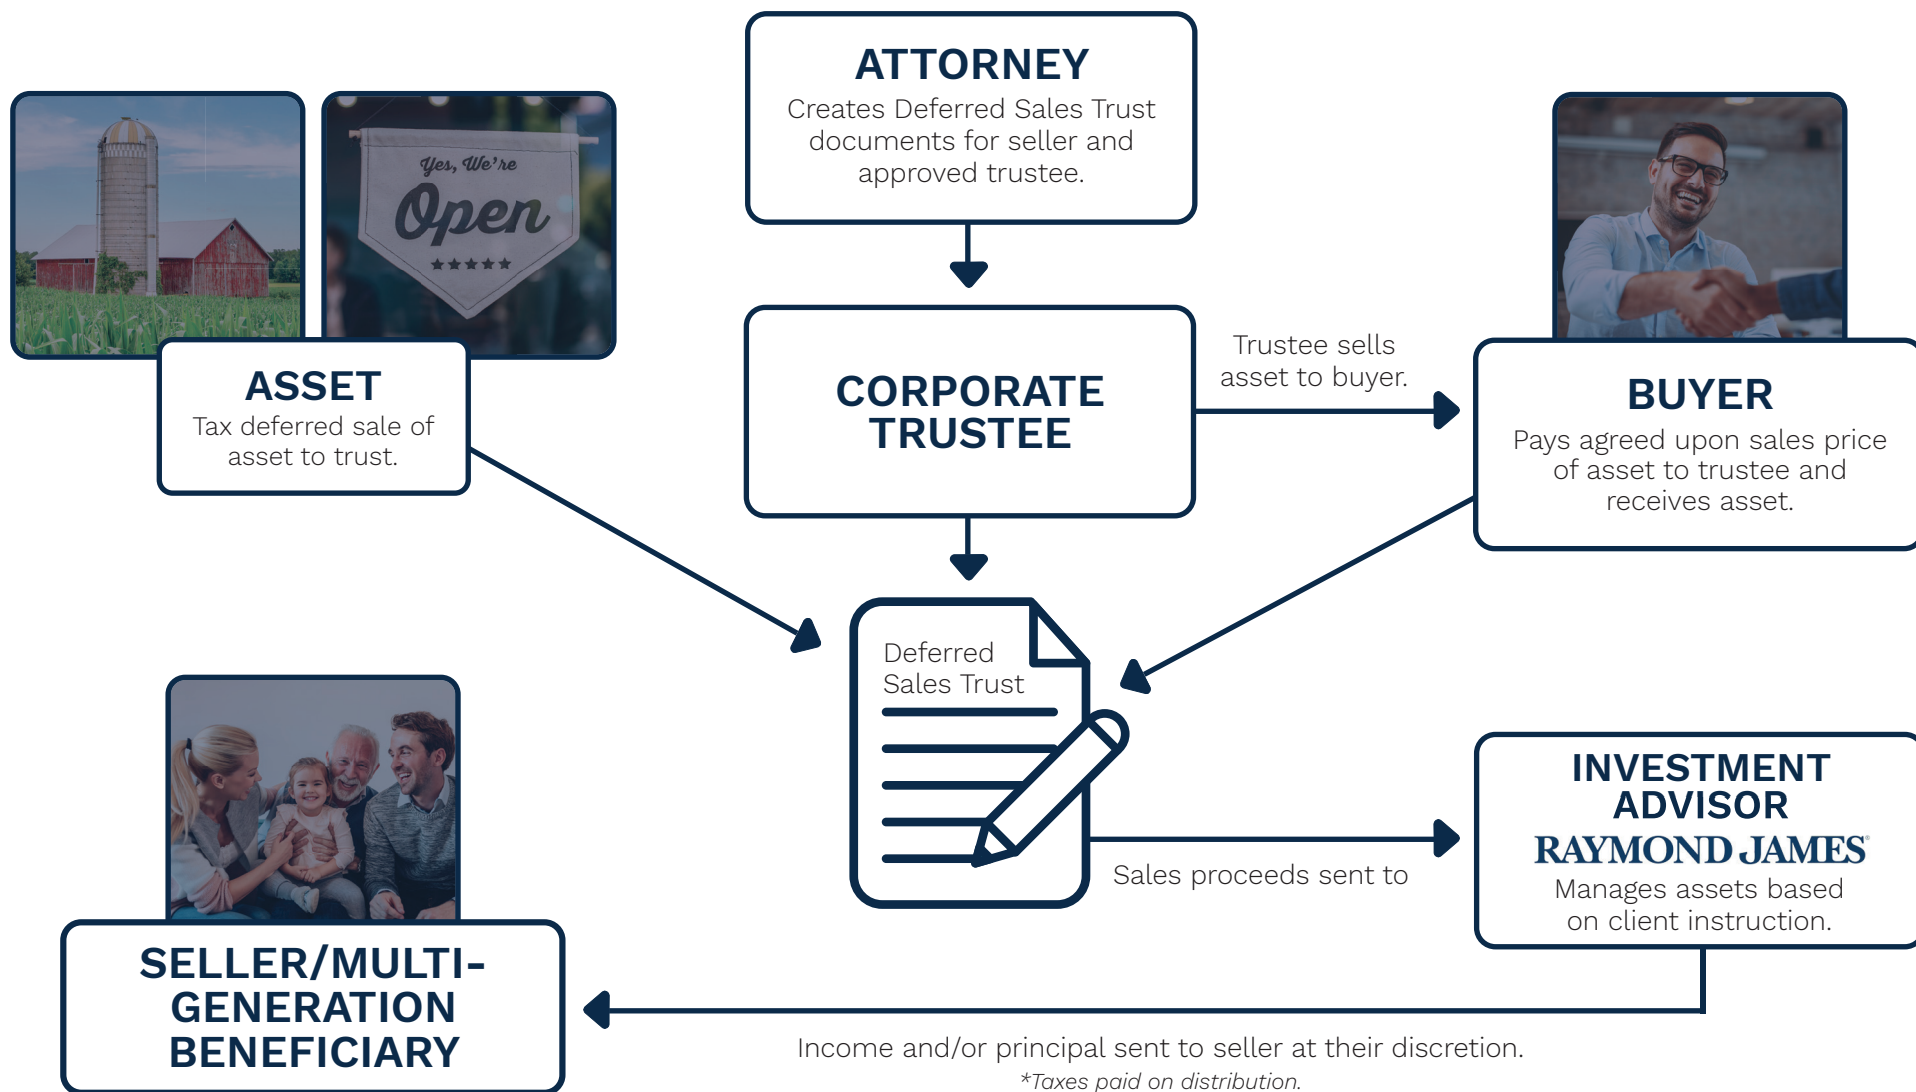 ATTORNEY
Creates Deferred Sales Trust
documents for seller and
approved trustee.
Yes, We're
Open
ASSET
Tax deferred sale of
asset to trust.
CORPORATE
TRUSTEE
Trustee sells
asset to buyer.
BUYER
Pays agreed upon sales price
of asset to trustee and
receives asset.
Deferred
Sales Trust
INVESTMENT
ADVISOR
RAYMOND JAMES®
Manages assets based
on client instruction.
Sales proceeds sent to
SELLER/MULTI-
GENERATION
BENEFICIARY
Income and/or principal sent to seller at their discretion.
*Taxes paid on distribution.